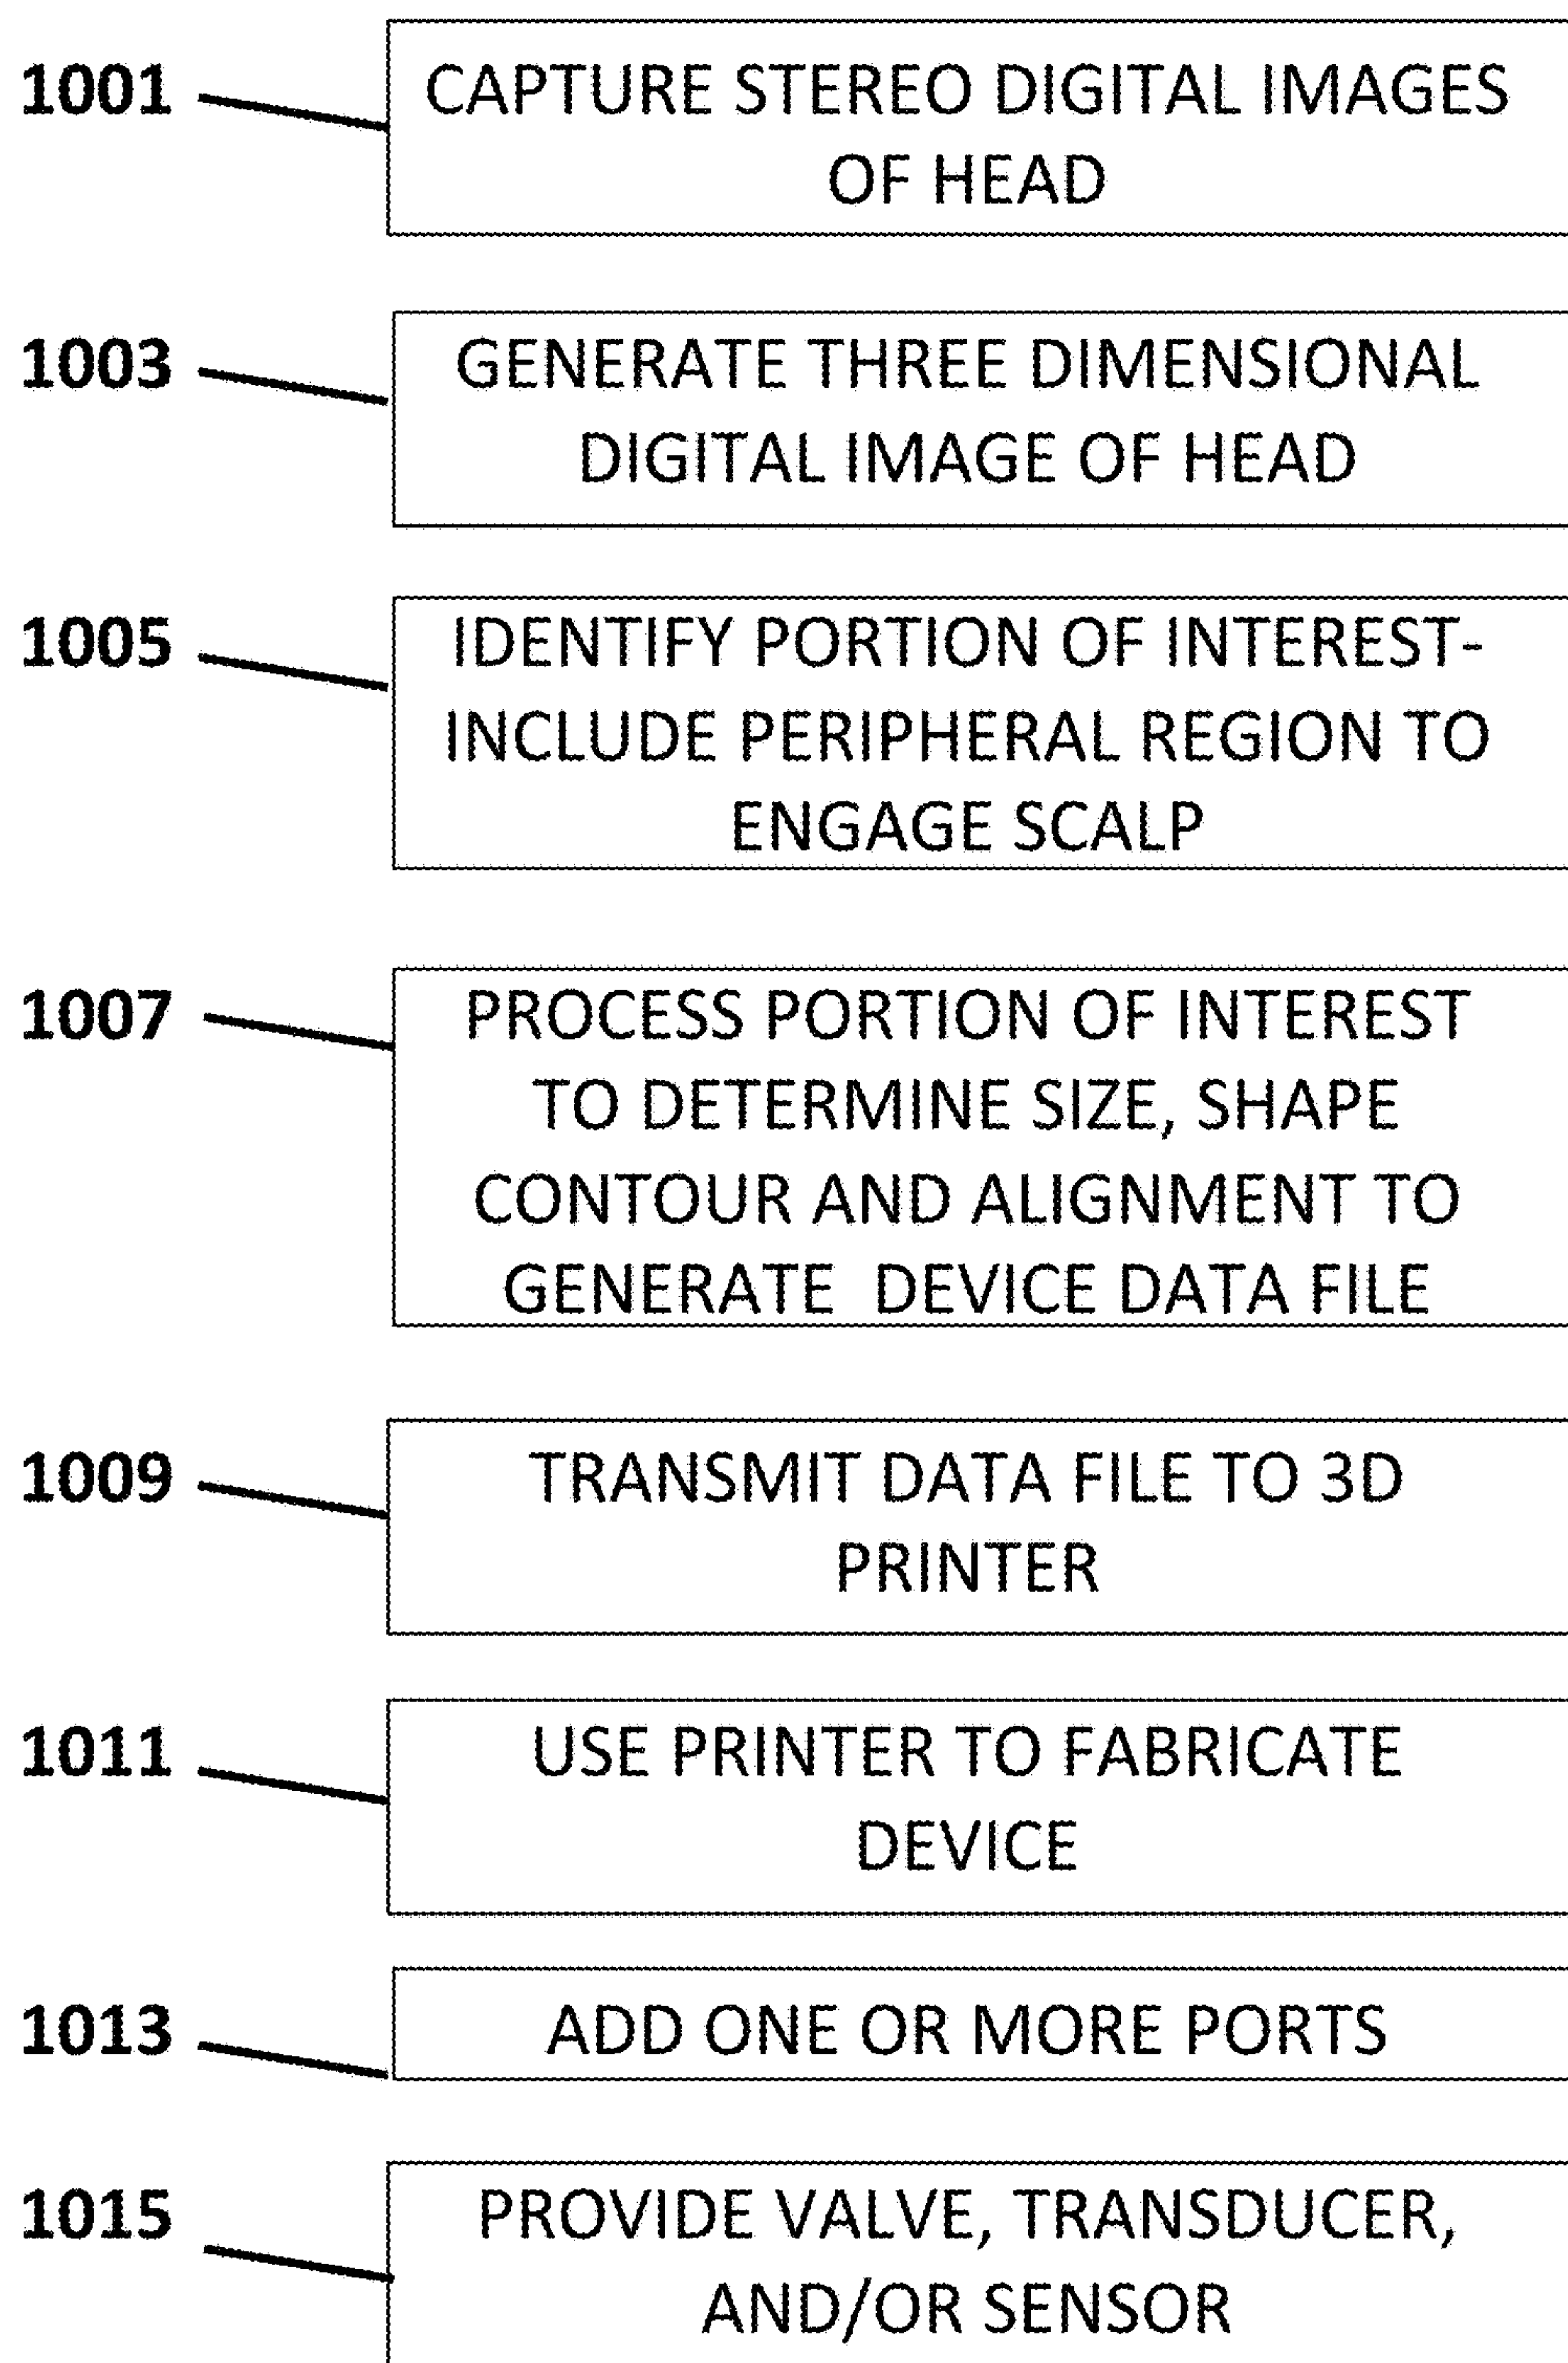 1001
CAPTURE STEREO DIGITAL IMAGES
OF HEAD
1003
GENERATE THREE DIMENSIONAL
DIGITAL IMAGE OF HEAD
1005
IDENTIFY PORTION OF INTEREST-
INCLUDE PERIPHERAL REGION TO
ENGAGE SCALP
1007
PROCESS PORTION OF INTEREST
TO DETERMINE SIZE, SHAPE
CONTOUR AND ALIGNMENT TO
GENERATE DEVICE DATA FILE
1009
TRANSMIT DATA FILE TO 3D
PRINTER
1011
USE PRINTER TO FABRICATE
DEVICE
1013
ADD ONE OR MORE PORTS
1015
PROVIDE VALVE, TRANSDUCER,
AND/OR SENSOR